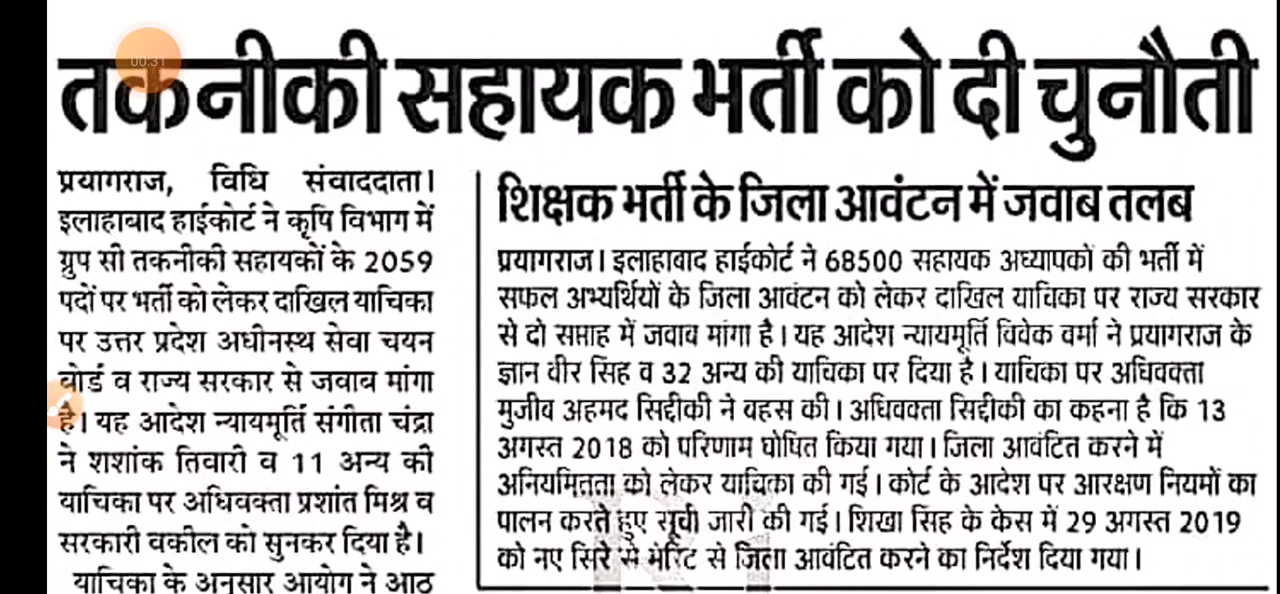 00:31
तकनीकी सहायक भर्ती को दी चुनौती
प्रयागराज, विधि संवाददाता।
इलाहाबाद हाईकोर्ट ने कृषि विभाग में
ग्रुप सी तकनीकी सहायकों के 2059
पदों पर भर्ती को लेकर दाखिल याचिका
पर उत्तर प्रदेश अधीनस्थ सेवा चयन
बोर्ड व राज्य सरकार से जवाब मांगा
है। यह आदेश न्यायमूर्ति संगीता चंद्रा
ने शशांक तिवारी व 11 अन्य की
याचिका पर अधिवक्ता प्रशांत मिश्र व
सरकारी वकील को सुनकर दिया है।
याचिका के अनुसार आयोग ने आठ
शिक्षक भर्ती के जिला आवंटन में जवाब तलब
प्रयागराज। इलाहाबाद हाईकोर्ट ने 68500 सहायक अध्यापकों की भर्ती में
सफल अभ्यर्थियों के जिला आवंटन को लेकर दाखिल याचिका पर राज्य सरकार
से दो सप्ताह में जवाब मांगा है। यह आदेश न्यायमूर्ति विवेक वर्मा ने प्रयागराज के
ज्ञान वीर सिंह व 32 अन्य की याचिका पर दिया है। याचिका पर अधिवक्ता
मुजीब अहमद सिद्दीकी ने बहस की। अधिवक्ता सिद्दीकी का कहना है कि 13
अगस्त 2018 को परिणाम घोषित किया गया। जिला आवंटित करने में
अनियमितता को लेकर याचिका की गई। कोर्ट के आदेश पर आरक्षण नियमों का
पालन करते हुए सूची जारी की गई। शिखा सिंह के केस में 29 अगस्त 2019
को नए सिरे से मेरिट से जिला आवंटित करने का निर्देश दिया गया।